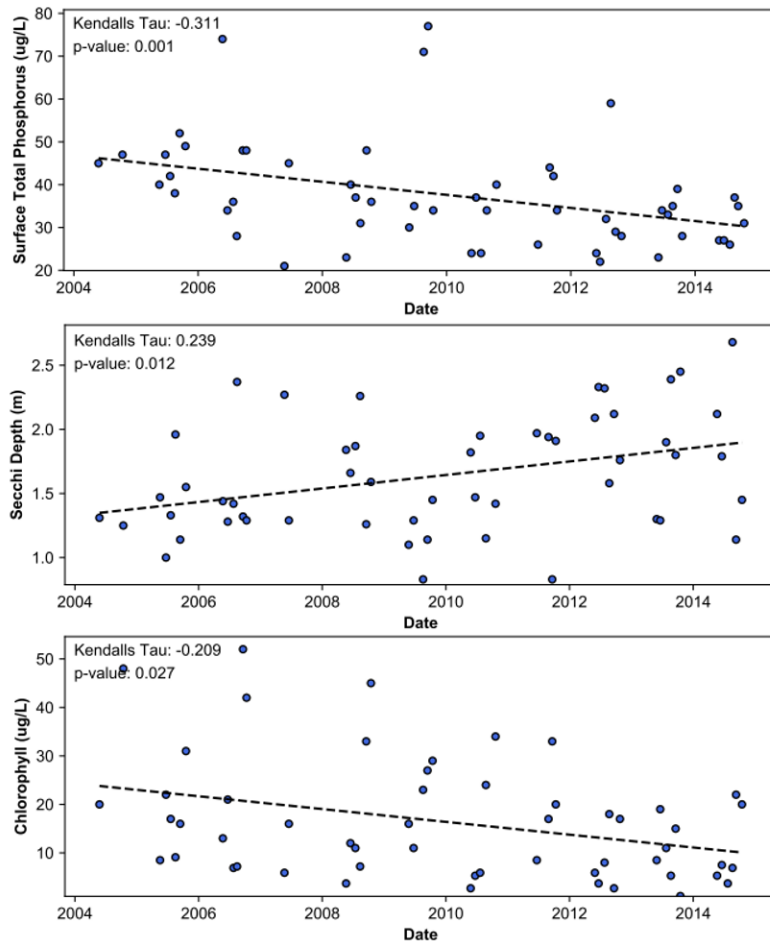 Kendalls Tau: -0.311
p-value: 0.001
80
70
60
50
40
30
20
Surface Total Phosphorus (ug/L)
2004 2006 2008 2010 2012 2014
Date
Kendalls Tau: 0.239
p-value: 0.012
2.5
2.0
1.5
1.0
Secchi Depth (m)
2004 2006 2008 2010 2012 2014
Date
Kendalls Tau: -0.209
p-value: 0.027
50
40
30
20
10
Chlorophyll (ug/L)
2004 2006 2008 2010 2012 2014
Date